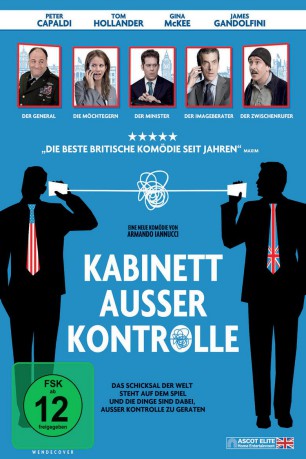 PETER CAPALDI
TOM HOLLANDER
GINA McKEE
JAMES GANDOLFINI
DER GENERAL
DIE MÖCHTEGERN
DER MINISTER
DER IMAGEBERATER
DER ZWISCHENRUFER
★★★★★
„DIE BESTE BRITISCHE KOMÖDIE SEIT JAHREN" MAXIM
EINE NEUE KOMÖDIE VON
ARMANDO IANNUCCI
KABINETT
AUSSER
KONTROLLE
DAS SCHICKSAL DER WELT
STEHT AUF DEM SPIEL
UND DIE DINGE SIND DABEI,
AUSSER KONTROLLE ZU GERATEN
FSK
ab
12
freigegeben
WENDECOVER
ASCOT ELITE
Home Entertainment